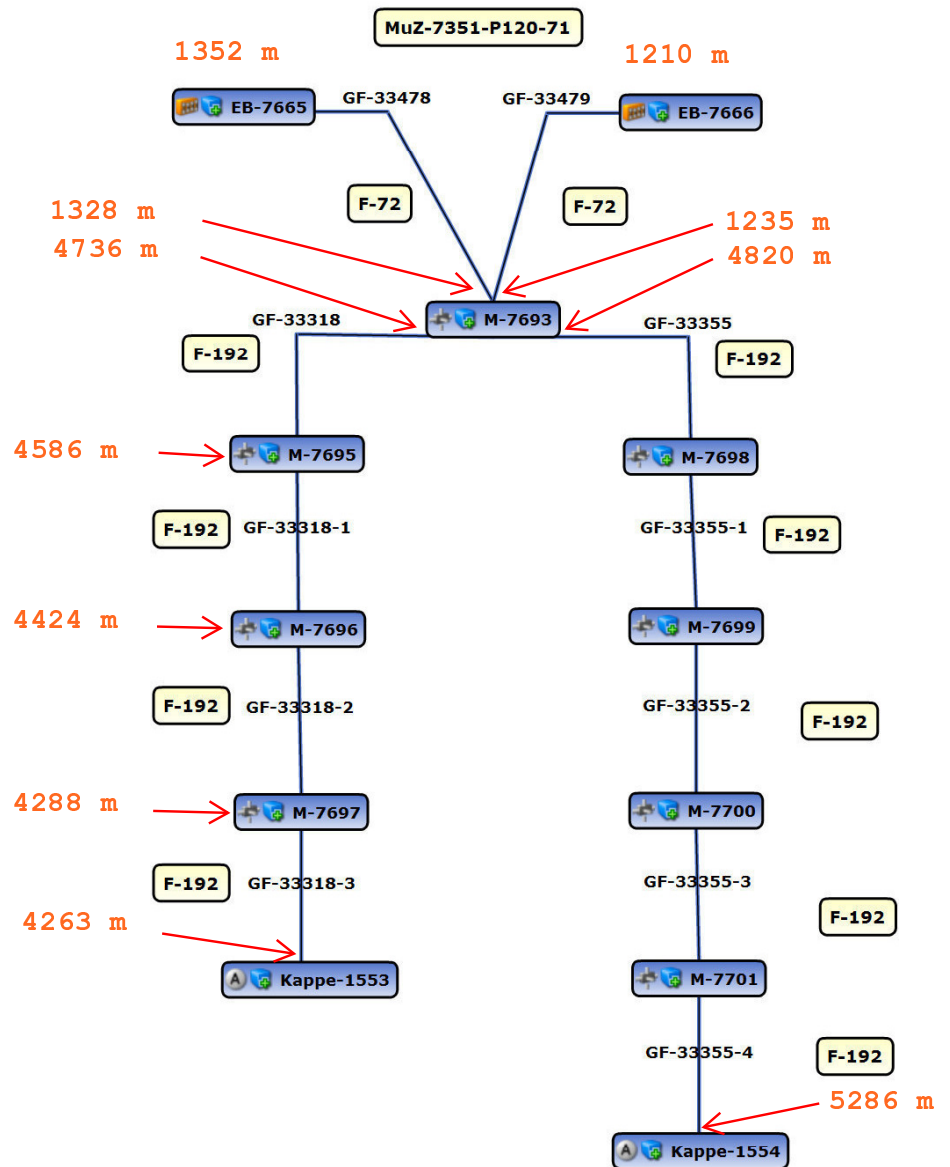 MuZ-7351-P120-71
1352 m
1210 m
EB-7665
GF-33478
GF-33479
EB-7666
F-72
F-72
1328 m
1235 m
4736 m
4820 m
M-7693
GF-33318
GF-33355
F-192
F-192
4586 m
M-7695
M-7698
F-192
GF-33318-1
GF-33355-1
F-192
4424 m
M-7696
M-7699
F-192
GF-33318-2
GF-33355-2
F-192
4288 m
M-7697
M-7700
F-192
GF-33318-3
GF-33355-3
4263 m
F-192
A
Kappe-1553
M-7701
GF-33355-4
F-192
5286 m
A
Kappe-1554